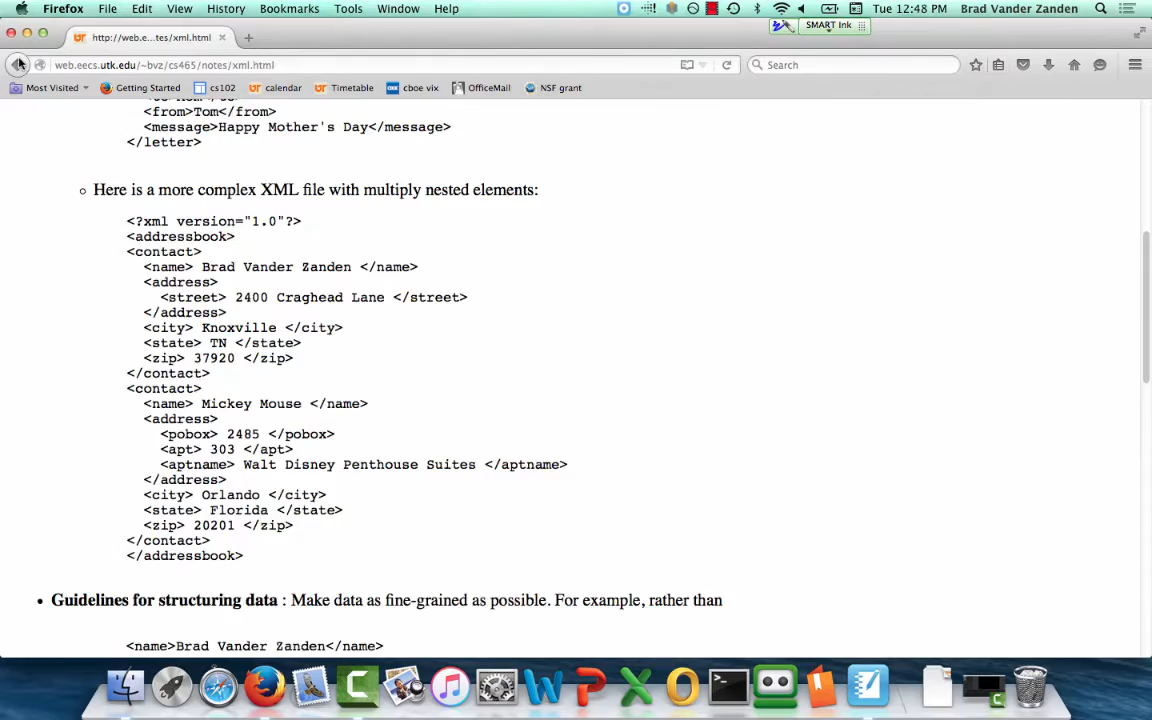 Firefox File Edit View History Bookmarks Tools Window Help Tue 12:48 PM Brad Vander Zanden
SMART Ink
http://web.e...tes/xml.html
web.eecs.utk.edu/~bvz/cs465/notes/xml.html Search
Most Visited Getting Started cs102 calendar Timetable cboe vix OfficeMail NSF grant
<from>Tom</from>
<message>Happy Mother's Day</message>
</letter>
Here is a more complex XML file with multiply nested elements:
<?xml version="1.0"?>
<addressbook>
<contact>
<name> Brad Vander Zanden </name>
<address>
<street> 2400 Craghead Lane </street>
</address>
<city> Knoxville </city>
<state> TN </state>
<zip> 37920 </zip>
</contact>
<contact>
<name> Mickey Mouse </name>
<address>
<pobox> 2485 </pobox>
<apt> 303 </apt>
<aptname> Walt Disney Penthouse Suites </aptname>
</address>
<city> Orlando </city>
<state> Florida </state>
<zip> 20201 </zip>
</contact>
</addressbook>
Guidelines for structuring data : Make data as fine-grained as possible. For example, rather than
<name>Brad Vander Zanden</name>